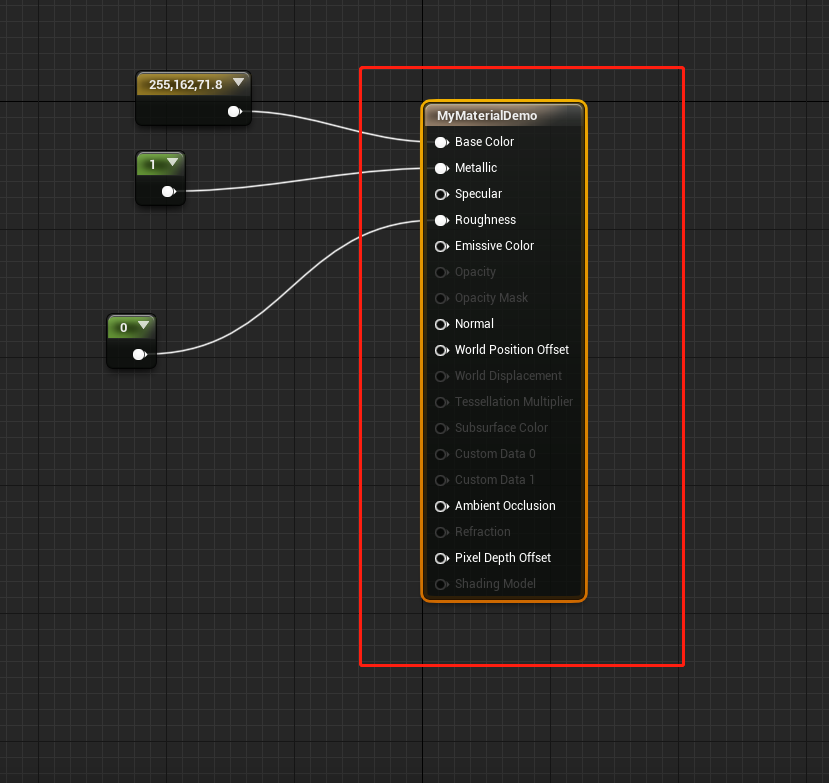 255,162,71.8
1
0
MyMaterialDemo
Base Color
Metallic
Specular
Roughness
Emissive Color
Opacity
Opacity Mask
Normal
World Position Offset
World Displacement
Tessellation Multiplier
Subsurface Color
Custom Data 0
Custom Data 1
Ambient Occlusion
Refraction
Pixel Depth Offset
Shading Model